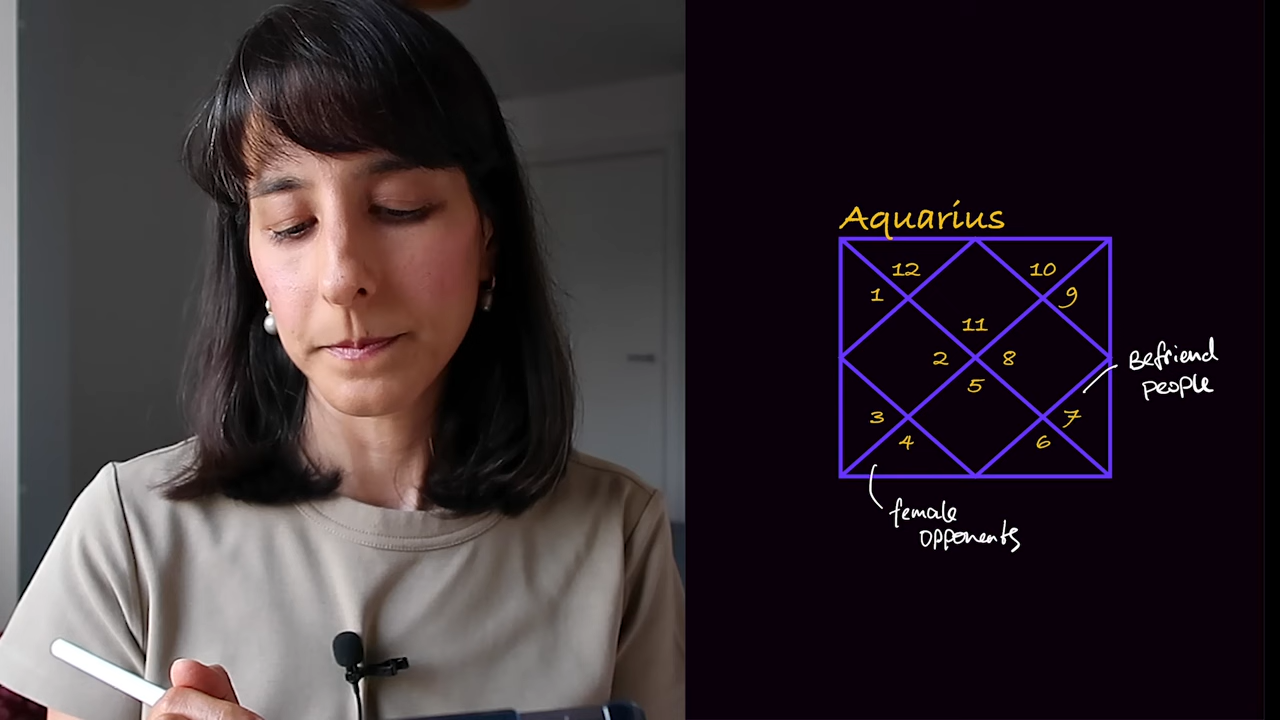 Aquarius
12 10
1 9
11
2 8
5
3 7
4 6
Befriend
people
female
opponents